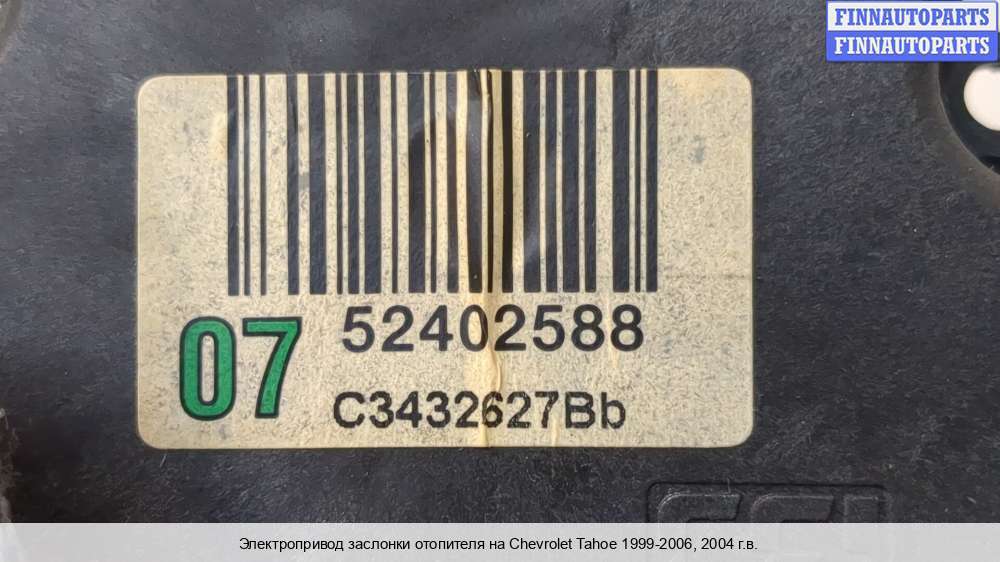 FINNAUTOPARTS
FINNAUTOPARTS
07
52402588
C3432627Bb
Электропривод заслонки отопителя на Chevrolet Tahoe 1999-2006, 2004 г.в.